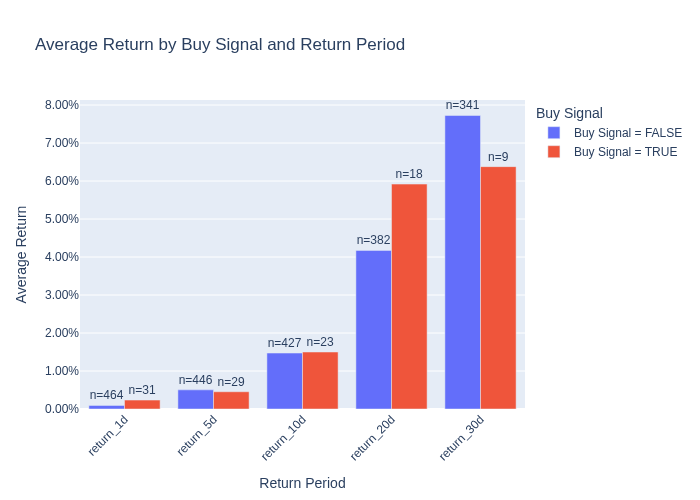 Average Return by Buy Signal and Return Period
Buy Signal
Buy Signal = FALSE
Buy Signal = TRUE
Average Return
8.00%
7.00%
6.00%
5.00%
4.00%
3.00%
2.00%
1.00%
0.00%
n=464
n=31
n=446
n=29
n=427
n=23
n=382
n=18
n=341
n=9
return_1d
return_5d
return_10d
return_20d
return_30d
Return Period